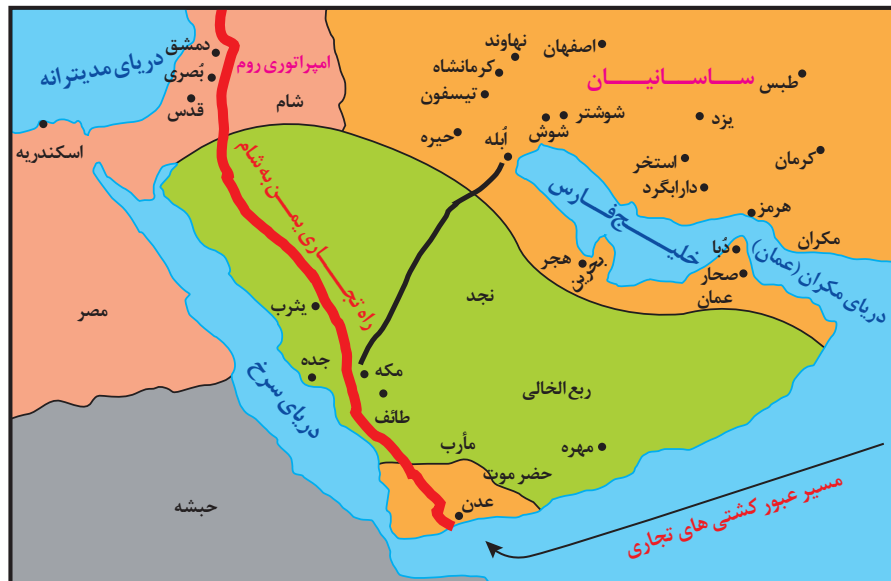 دریای مدیترانه
دمشق
بُصری
قدس
امپراتوری روم
شام
اسکندریه
نهاوند
کرمانشاه
تیسفون
حیره
اصفهان
ساسانیان
شوشتر
شوش
اُبله
طبس
یزد
کرمان
استخر
دارابگرد
هرمز
مکران
خلیج فارس
دُبا
صحار
عمان
دریای مکران (عمان)
هجر
بحرین
راه تجاری یمن به شام
نجد
یثرب
مصر
جده
مکه
طائف
دریای سرخ
ربع الخالی
مأرب
مهره
حضر موت
عدن
حبشه
مسیر عبور کشتی های تجاری